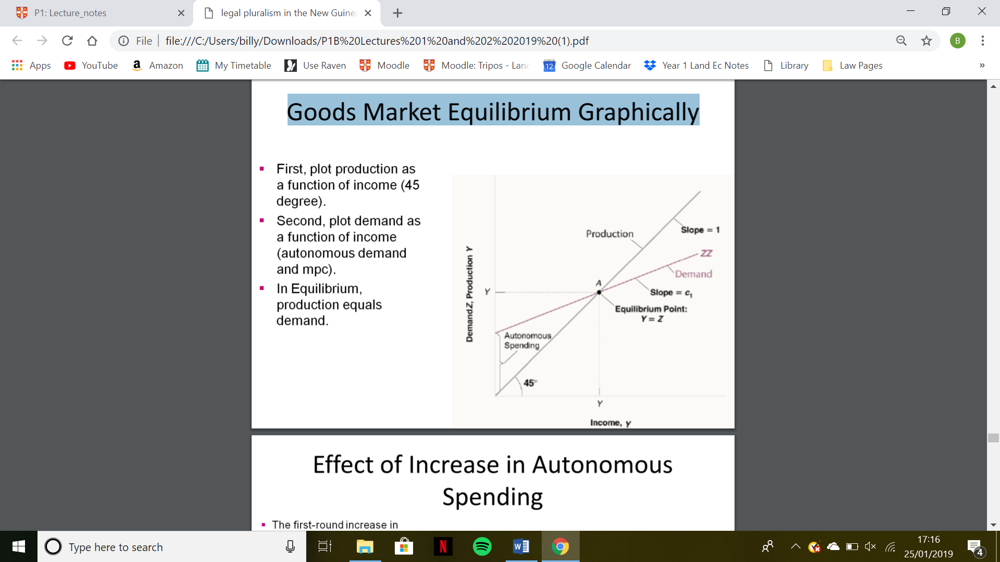 P1: Lecture_notes
legal pluralism in the New Guine
File
file:///C:/Users/billy/Downloads/P1B%20Lectures%201%20and%202%202019%20(1).pdf
B
Apps
YouTube
a Amazon
My Timetable
Use Raven
Moodle
Moodle: Tripos - Lan
12 Google Calendar
Year 1 Land Ec Notes
Library
Law Pages
»
Goods Market Equilibrium Graphically
▪ First, plot production as
a function of income (45
degree).
▪ Second, plot demand as
a function of income
(autonomous demand
and mpc).
▪ In Equilibrium,
production equals
demand.
Demand Z, Production Y
Production
Slope = 1
ZZ
Demand
A
Y
Slope = c₁
Equilibrium Point:
Y = Z
Autonomous
Spending
45°
Y
Income, Y
Effect of Increase in Autonomous
Spending
▪ The first-round increase in
Type here to search
N
W
17:16
25/01/2019
4